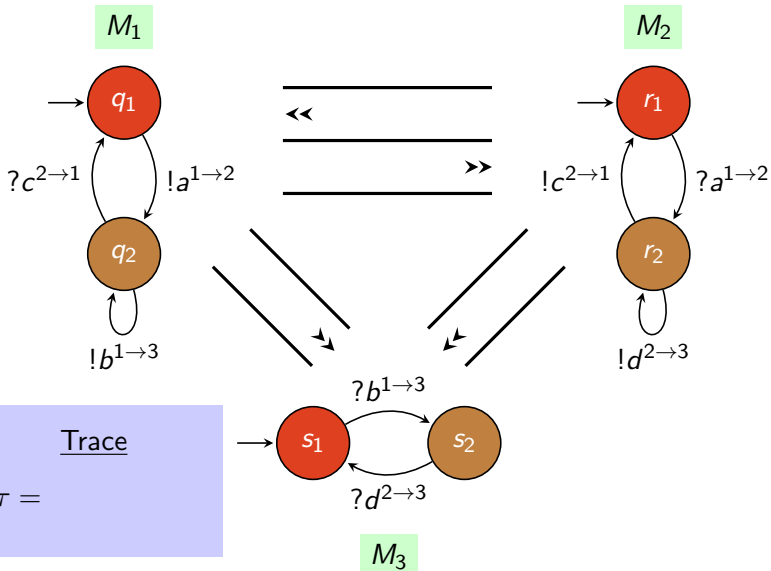 M₁
M₂
q₁
r₁
?c²→¹
!a¹→²
!c²→¹
?a¹→²
q₂
r₂
!b¹→³
!d²→³
?b¹→³
s₁
s₂
?d²→³
Trace
τ =
M₃